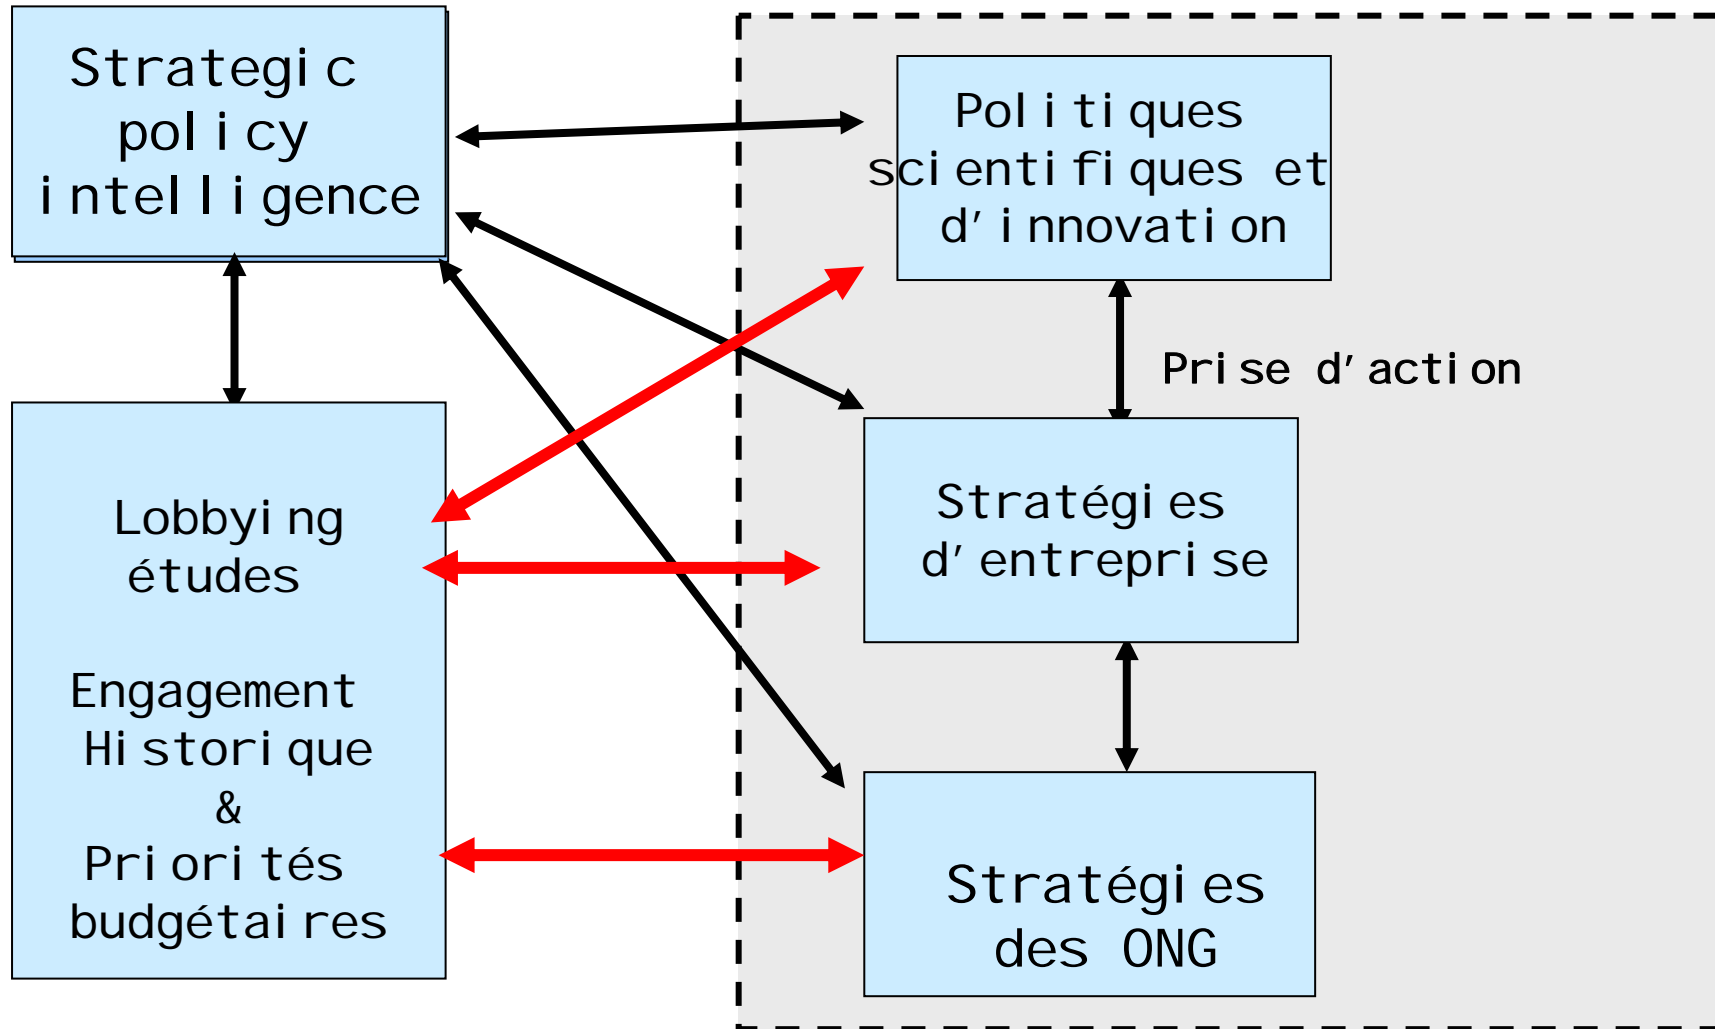 Strategic
policy
intelligence
Politiques
scientifiques et
d'innovation
Prise d'action
Lobbying
études
Engagement
Historique
&
Priorités
budgétaires
Stratégies
d'entreprise
Stratégies
des ONG